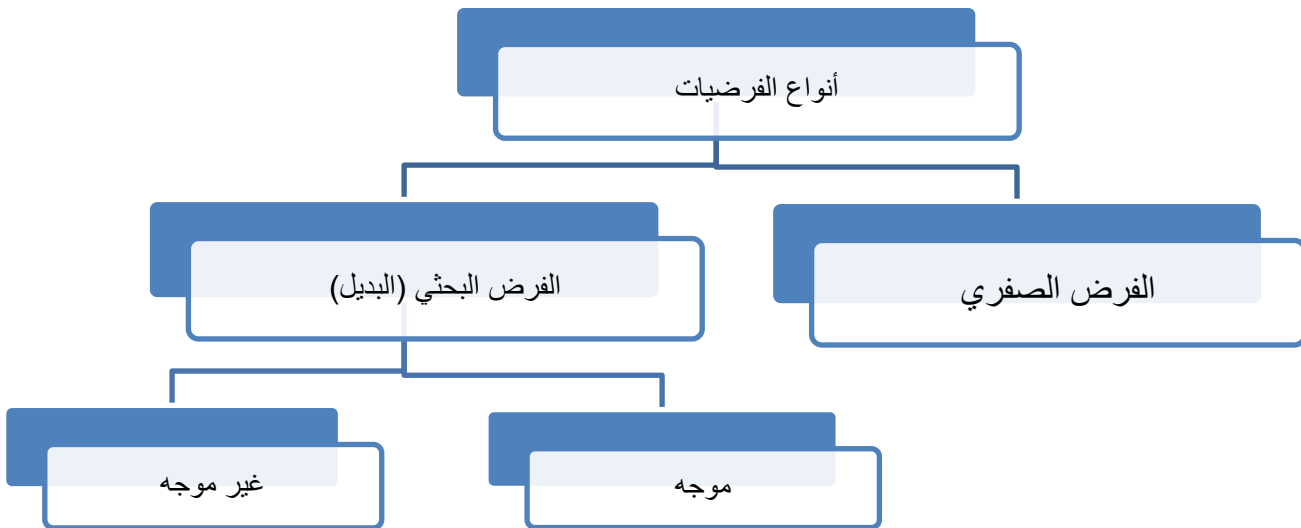 أنواع الفرضيات
الفرض الصفري
الفرض البحثي (البديل)
موجه
غير موجه